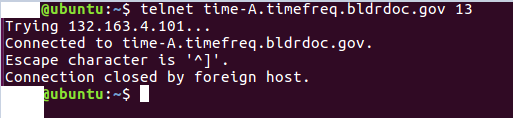 @ubuntu:~$ telnet time-A.timefreq.bldrdoc.gov 13
Trying 132.163.4.101...
Connected to time-A.timefreq.bldrdoc.gov.
Escape character is '^]'.
Connection closed by foreign host.
@ubuntu:~$